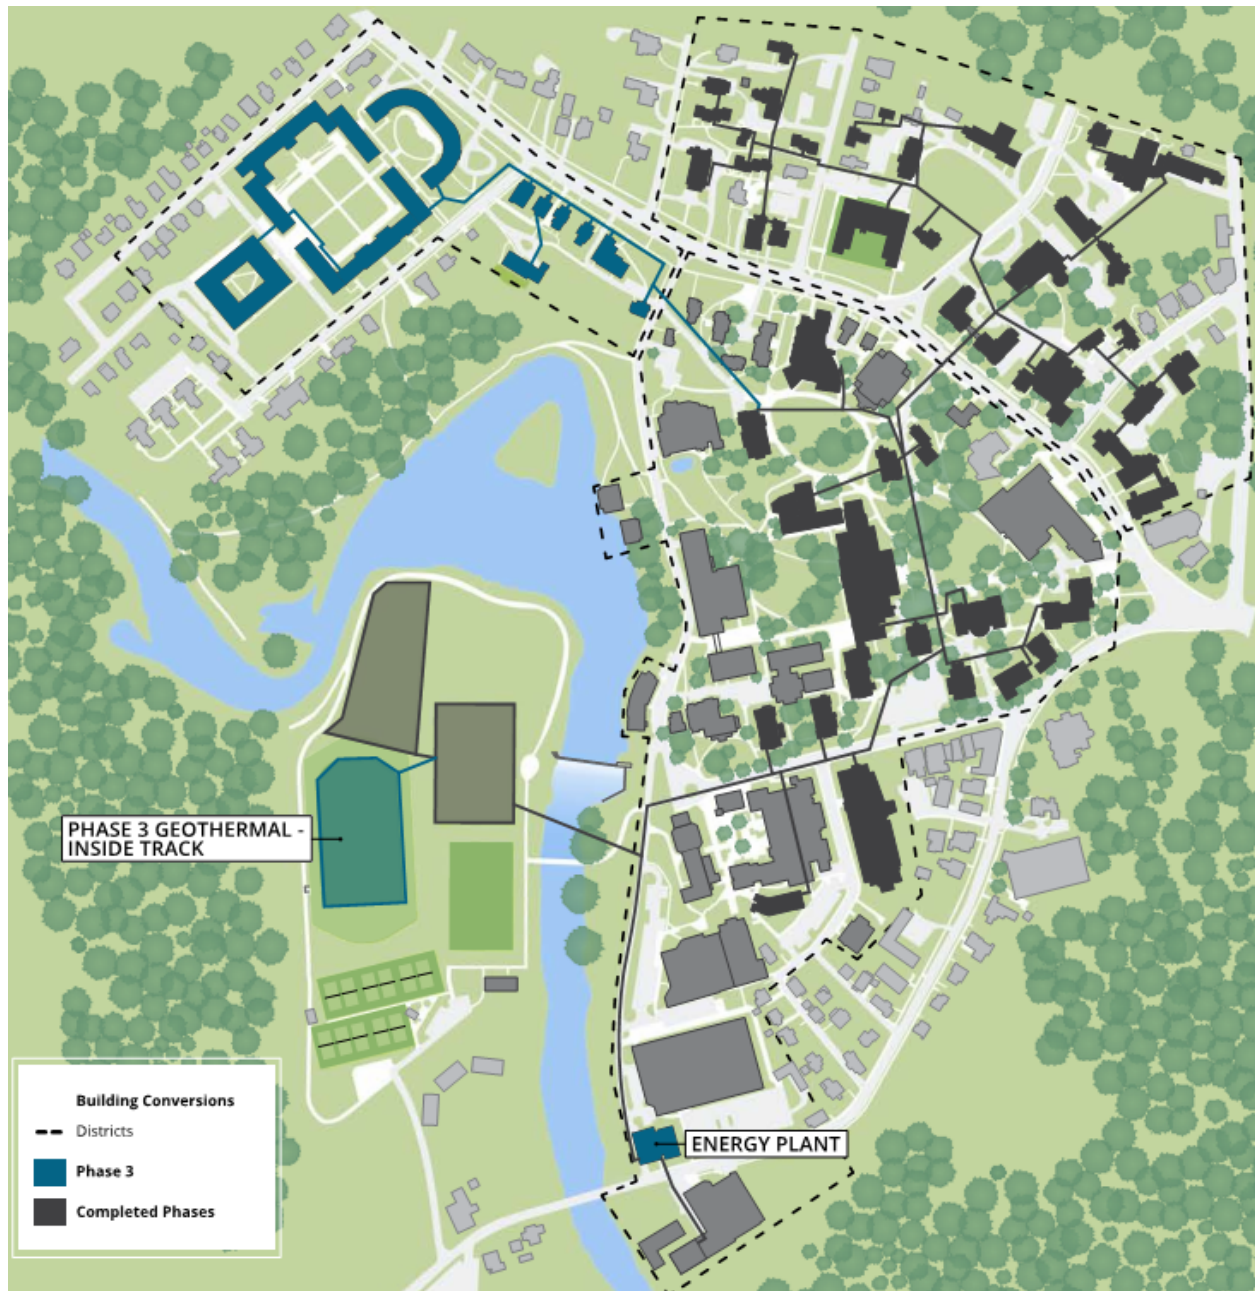 PHASE 3 GEOTHERMAL -
INSIDE TRACK
Building Conversions
Districts
Phase 3
Completed Phases
ENERGY PLANT